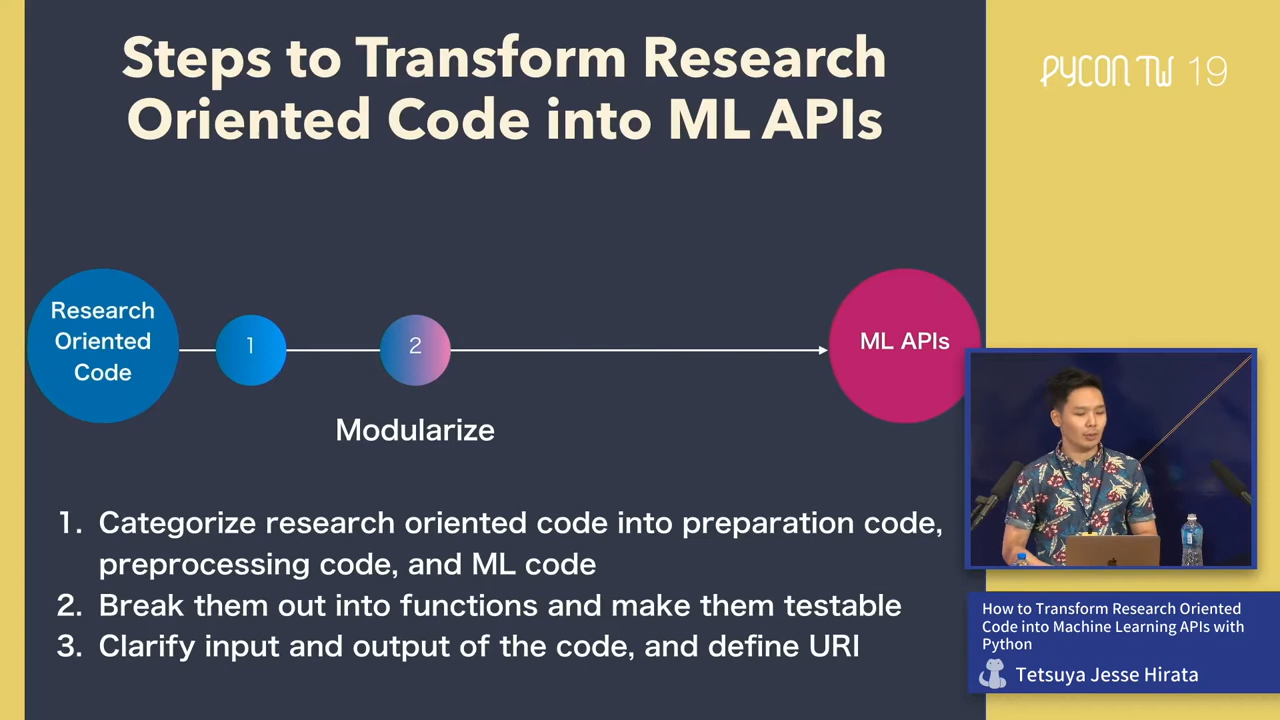 Steps to Transform Research
Oriented Code into ML APIs
PYCON TW 19
Research
Oriented
Code
1
2
ML APIs
Modularize
1. Categorize research oriented code into preparation code,
preprocessing code, and ML code
2. Break them out into functions and make them testable
3. Clarify input and output of the code, and define URI
How to Transform Research Oriented
Code into Machine Learning APIs with
Python
Tetsuya Jesse Hirata